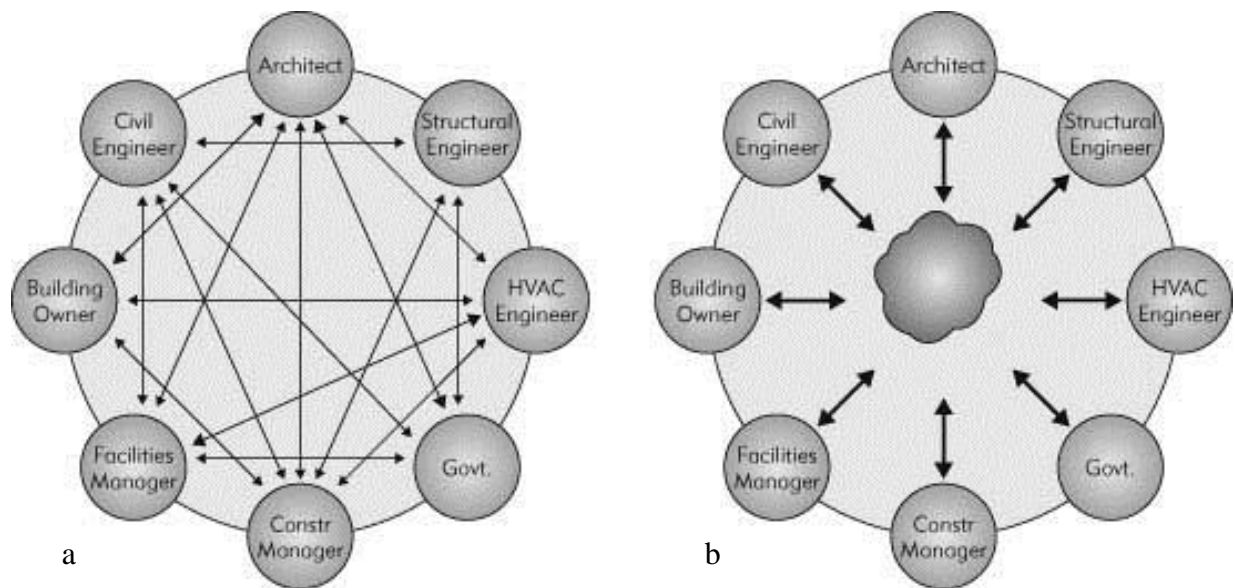 Architect
Civil
Engineer
Structural
Engineer
Building
Owner
HVAC
Engineer
Facilities
Manager
Govt.
Constr
Manager
a
Architect
Civil
Engineer
Structural
Engineer
Building
Owner
HVAC
Engineer
Facilities
Manager
Govt.
Constr
Manager
b